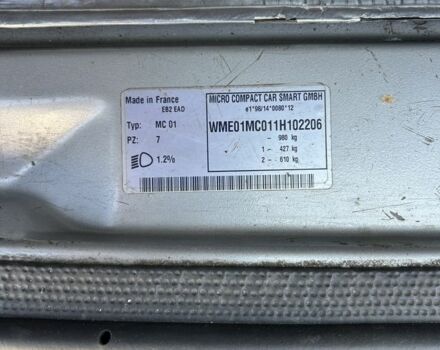 Made in France
EB2 EAD
Typ: MC 01
PZ: 7
1.2%
MICRO COMPACT CAR SMART GMBH
e1*98/14*0080*12
WME01MC011H102206
– 980 kg
1 – 427 kg
2 – 610 kg